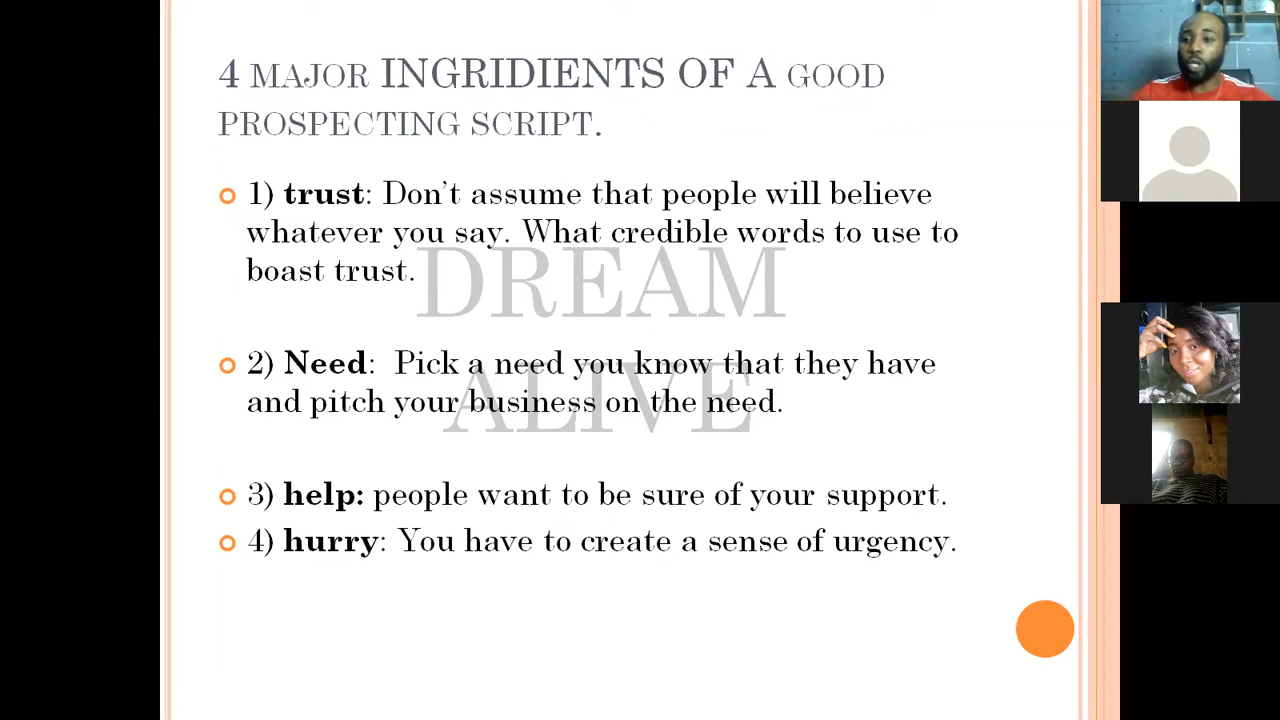 4 MAJOR INGRIDIENTS OF A GOOD
PROSPECTING SCRIPT.
1) trust: Don’t assume that people will believe
whatever you say. What credible words to use to
boast trust.
DREAM
2) Need:  Pick a need you know that they have
ALIVE
and pitch your business on the need.
3) help: people want to be sure of your support.
4) hurry: You have to create a sense of urgency.